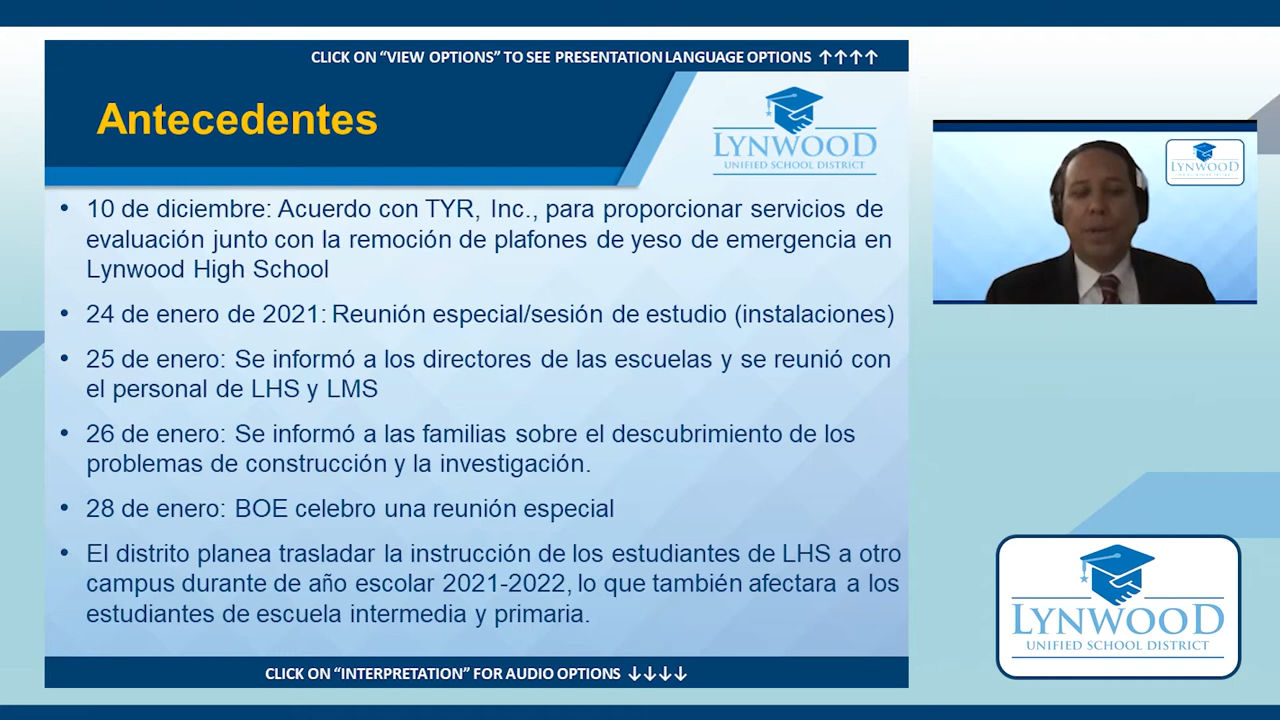 CLICK ON “VIEW OPTIONS” TO SEE PRESENTATION LANGUAGE OPTIONS ↑↑↑↑
Antecedentes
LYNWOOD
UNIFIED SCHOOL DISTRICT
• 10 de diciembre: Acuerdo con TYR, Inc., para proporcionar servicios de
evaluación junto con la remoción de plafones de yeso de emergencia en
Lynwood High School
• 24 de enero de 2021: Reunión especial/sesión de estudio (instalaciones)
• 25 de enero: Se informó a los directores de las escuelas y se reunió con
el personal de LHS y LMS
• 26 de enero: Se informó a las familias sobre el descubrimiento de los
problemas de construcción y la investigación.
• 28 de enero: BOE celebro una reunión especial
• El distrito planea trasladar la instrucción de los estudiantes de LHS a otro
campus durante de año escolar 2021-2022, lo que también afectara a los
estudiantes de escuela intermedia y primaria.
CLICK ON “INTERPRETATION” FOR AUDIO OPTIONS ↓↓↓↓
LYNWOOD
LYNWOOD
UNIFIED SCHOOL DISTRICT